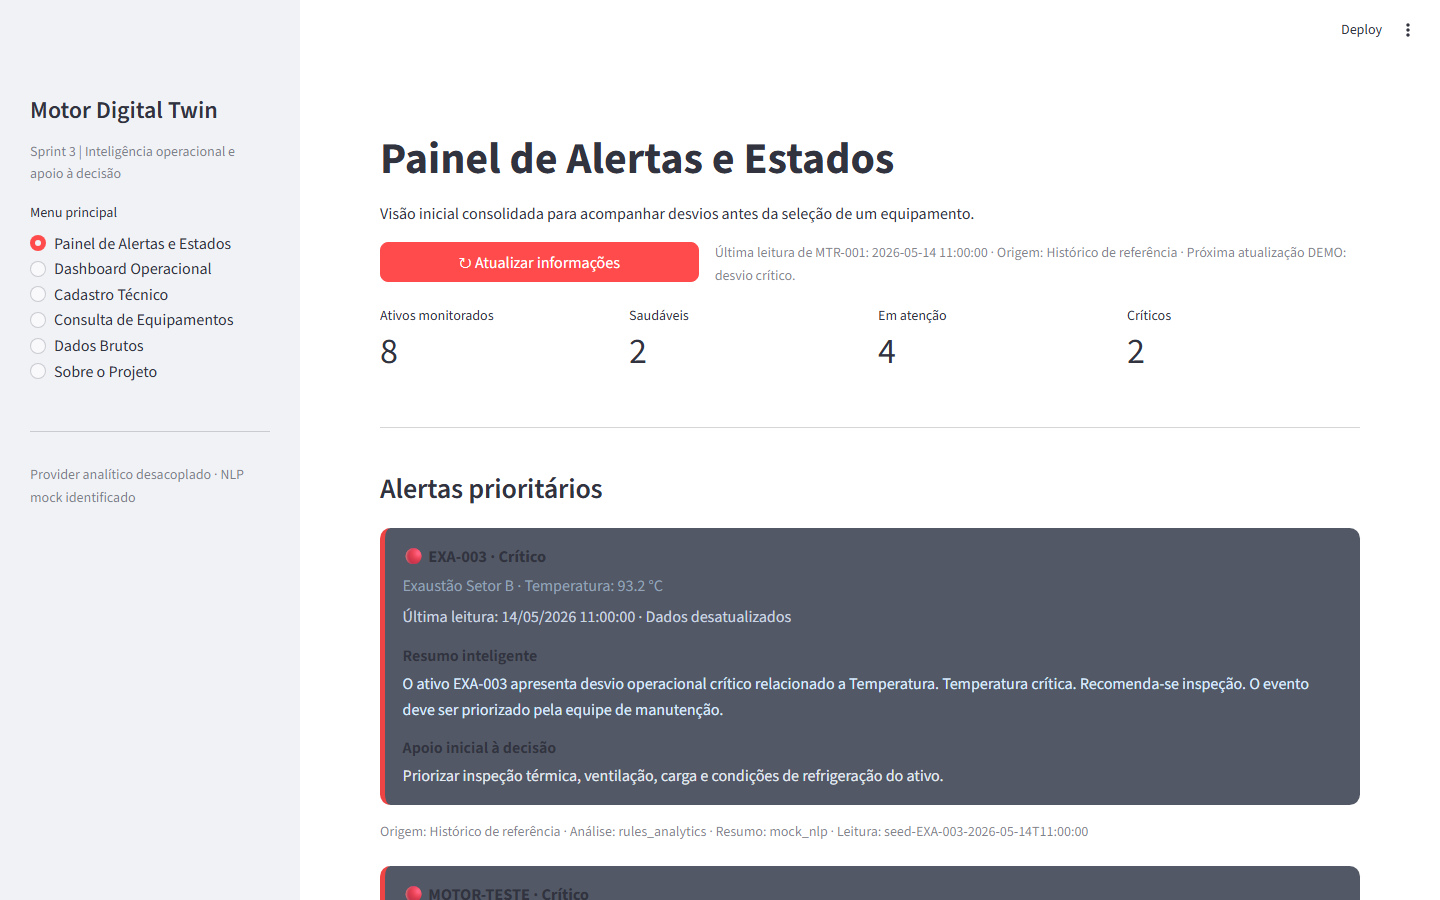 Deploy
Motor Digital Twin
Sprint 3 | Inteligência operacional e
apoio à decisão
Menu principal
Painel de Alertas e Estados
Dashboard Operacional
Cadastro Técnico
Consulta de Equipamentos
Dados Brutos
Sobre o Projeto
Provider analítico desacoplado · NLP
mock identificado
Painel de Alertas e Estados
Visão inicial consolidada para acompanhar desvios antes da seleção de um equipamento.
↻ Atualizar informações
Última leitura de MTR-001: 2026-05-14 11:00:00 · Origem: Histórico de referência · Próxima atualização DEMO:
desvio crítico.
Ativos monitorados
8
Saudáveis
2
Em atenção
4
Críticos
2
Alertas prioritários
EXA-003 · Crítico
Exaustão Setor B · Temperatura: 93.2 °C
Última leitura: 14/05/2026 11:00:00 · Dados desatualizados
Resumo inteligente
O ativo EXA-003 apresenta desvio operacional crítico relacionado a Temperatura. Temperatura crítica. Recomenda-se inspeção. O evento
deve ser priorizado pela equipe de manutenção.
Apoio inicial à decisão
Priorizar inspeção térmica, ventilação, carga e condições de refrigeração do ativo.
Origem: Histórico de referência · Análise: rules_analytics · Resumo: mock_nlp · Leitura: seed-EXA-003-2026-05-14T11:00:00
MOTOR-TESTE · Crítico